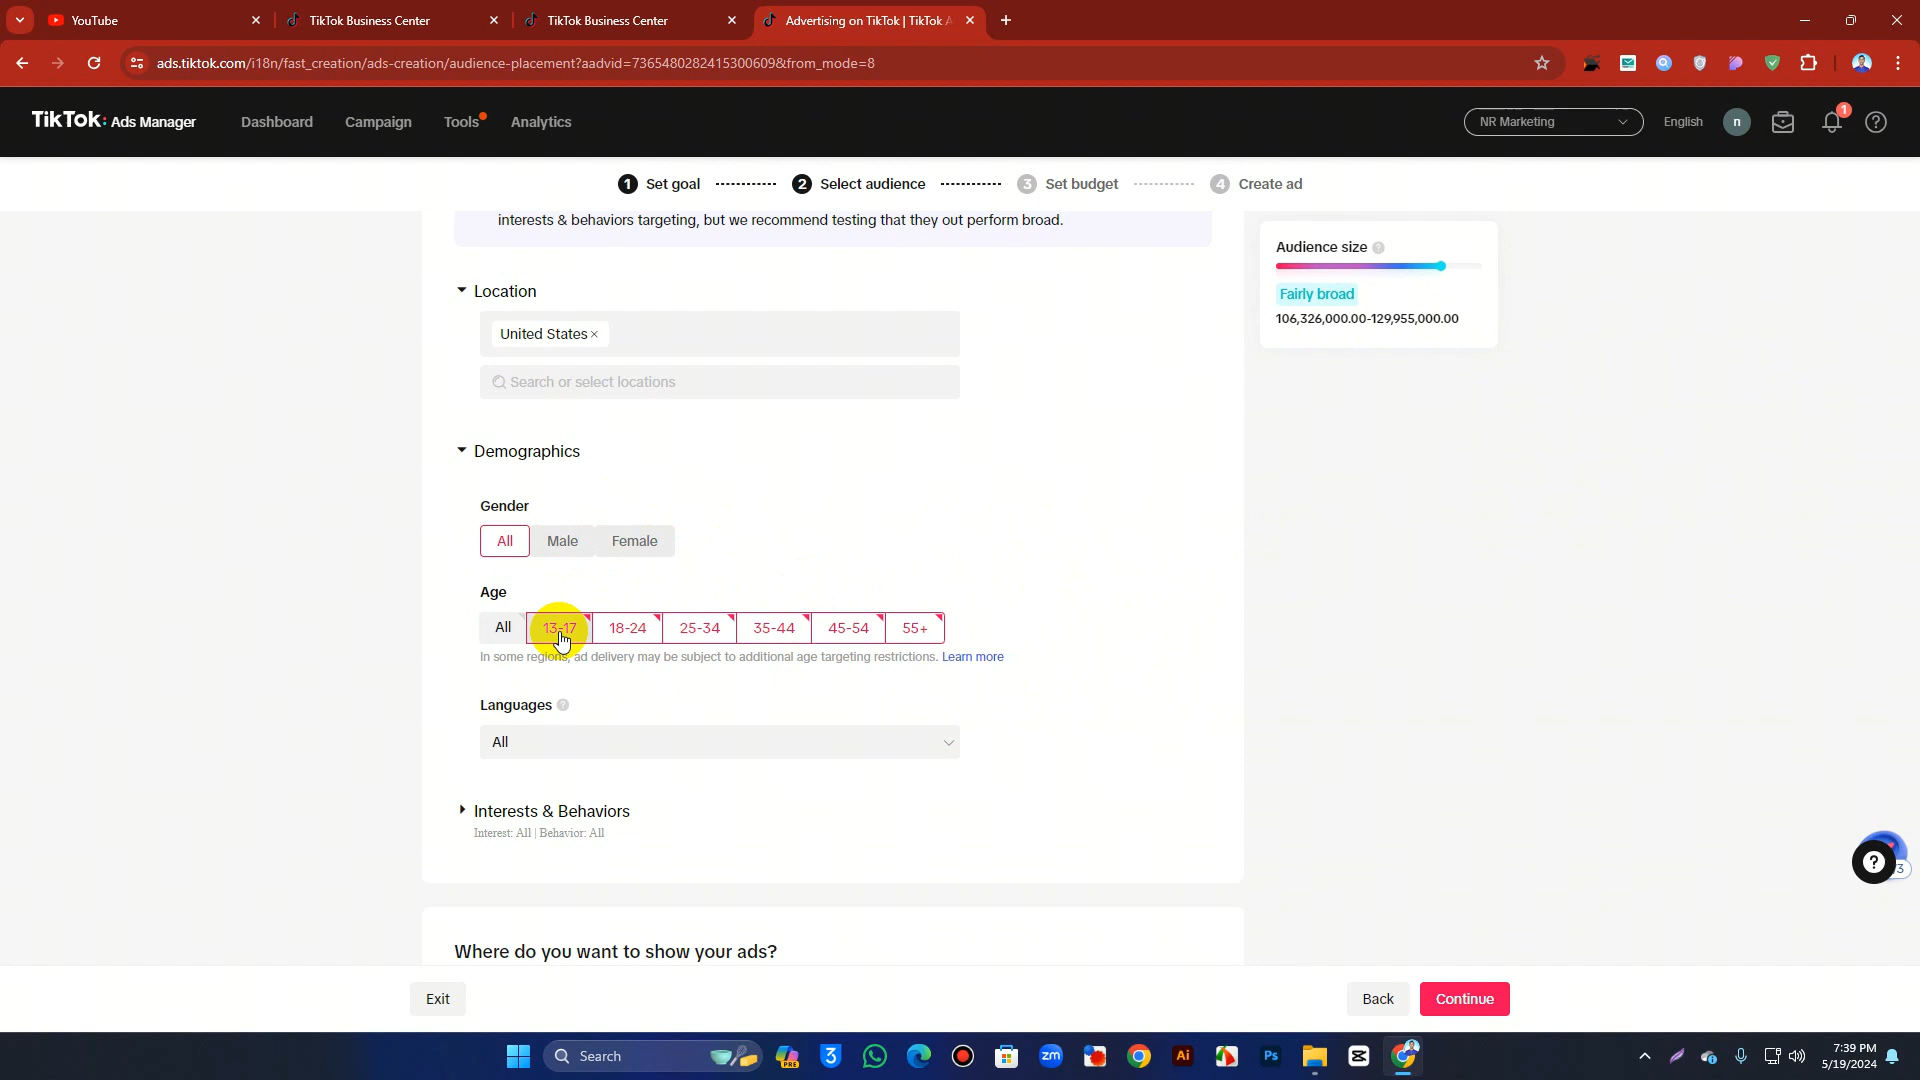 YouTube
TikTok Business Center
TikTok Business Center
Advertising on TikTok | TikTok A
ads.tiktok.com/i18n/fast_creation/ads-creation/audience-placement?aadvid=7365480282415300609&from_mode=8
TikTok: Ads Manager
Dashboard
Campaign
Tools
Analytics
NR Marketing
English
n
1
1 Set goal
2 Select audience
3 Set budget
4 Create ad
interests & behaviors targeting, but we recommend testing that they out perform broad.
Audience size
Fairly broad
106,326,000.00-129,955,000.00
Location
United States ×
Search or select locations
Demographics
Gender
All Male Female
Age
All 13-17 18-24 25-34 35-44 45-54 55+
In some regions, ad delivery may be subject to additional age targeting restrictions. Learn more
Languages
All
Interests & Behaviors
Interest: All | Behavior: All
/3
Where do you want to show your ads?
Exit
Back
Continue
Search
PRE
3
zm
Ai
Ps
7:39 PM
5/19/2024